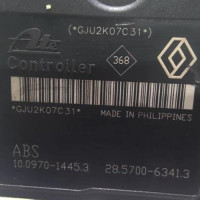 (*GJU2K07C31*)
Ate
Controller
368
*GJU2K07C31*
MADE IN PHILIPPINES
ABS
10.0970-1445.3 28.5700-6341.3